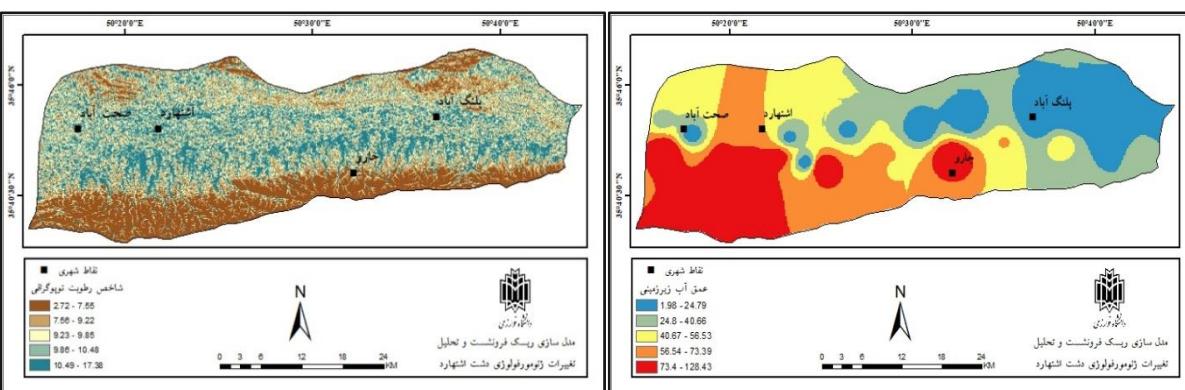 50°20'0"E
50°30'0"E
50°40'0"E
35°46'0"N
35°40'30"N
صحت آباد
اشتهارد
پلنگ آباد
جارو
نقاط شهری
شاخص رطوبت توپوگرافی
2.72 - 7.55
7.56 - 9.22
9.23 - 9.85
9.86 - 10.48
10.49 - 17.38
N
0 3 6 12 18 24
KM
دانشگاه خوارزمی
مدل سازی ریسک فرونشست و تحلیل
تغییرات ژئومورفولوژی دشت اشتهارد
50°20'0"E
50°30'0"E
50°40'0"E
35°46'0"N
35°40'30"N
صحت آباد
اشتهارد
پلنگ آباد
جارو
نقاط شهری
عمق آب زیرزمینی
1.98 - 24.79
24.8 - 40.66
40.67 - 56.53
56.54 - 73.39
73.4 - 128.43
N
0 3 6 12 18 24
KM
دانشگاه خوارزمی
مدل سازی ریسک فرونشست و تحلیل
تغییرات ژئومورفولوژی دشت اشتهارد